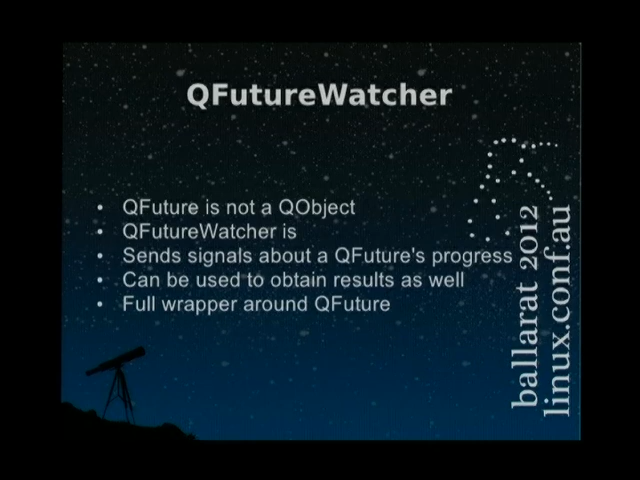 QFutureWatcher
• QFuture is not a QObject
• QFutureWatcher is
• Sends signals about a QFuture's progress
• Can be used to obtain results as well
• Full wrapper around QFuture
ballarat 2012
linux.conf.au